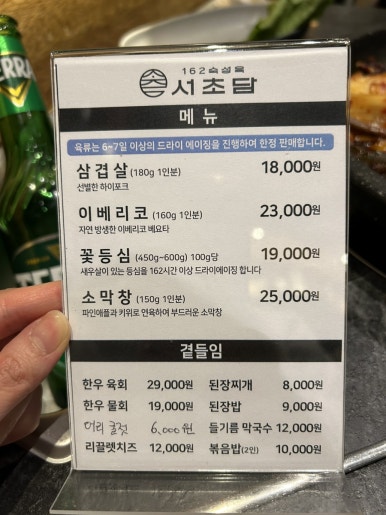 TERRA
162숙성육
서초담
메뉴
육류는 6~7일 이상의 드라이 에이징을 진행하여 한정 판매합니다.
삼겹살 (180g 1인분) 18,000원
선별한 하이포크
이베리코 (160g 1인분) 23,000원
자연 방생한 이베리코 베요타
꽃등심 (450g~600g) 100g당 19,000원
새우살이 있는 등심을 162시간 이상 드라이에이징 합니다
소막창 (150g 1인분) 25,000원
파인애플과 키위로 연육하여 부드러운 소막창
곁들임
한우 육회 29,000원 된장찌개 8,000원
한우 물회 19,000원 된장밥 9,000원
어리굴젓 6,000원 들기름 막국수 12,000원
리끌렛치즈 12,000원 볶음밥(2인) 10,000원